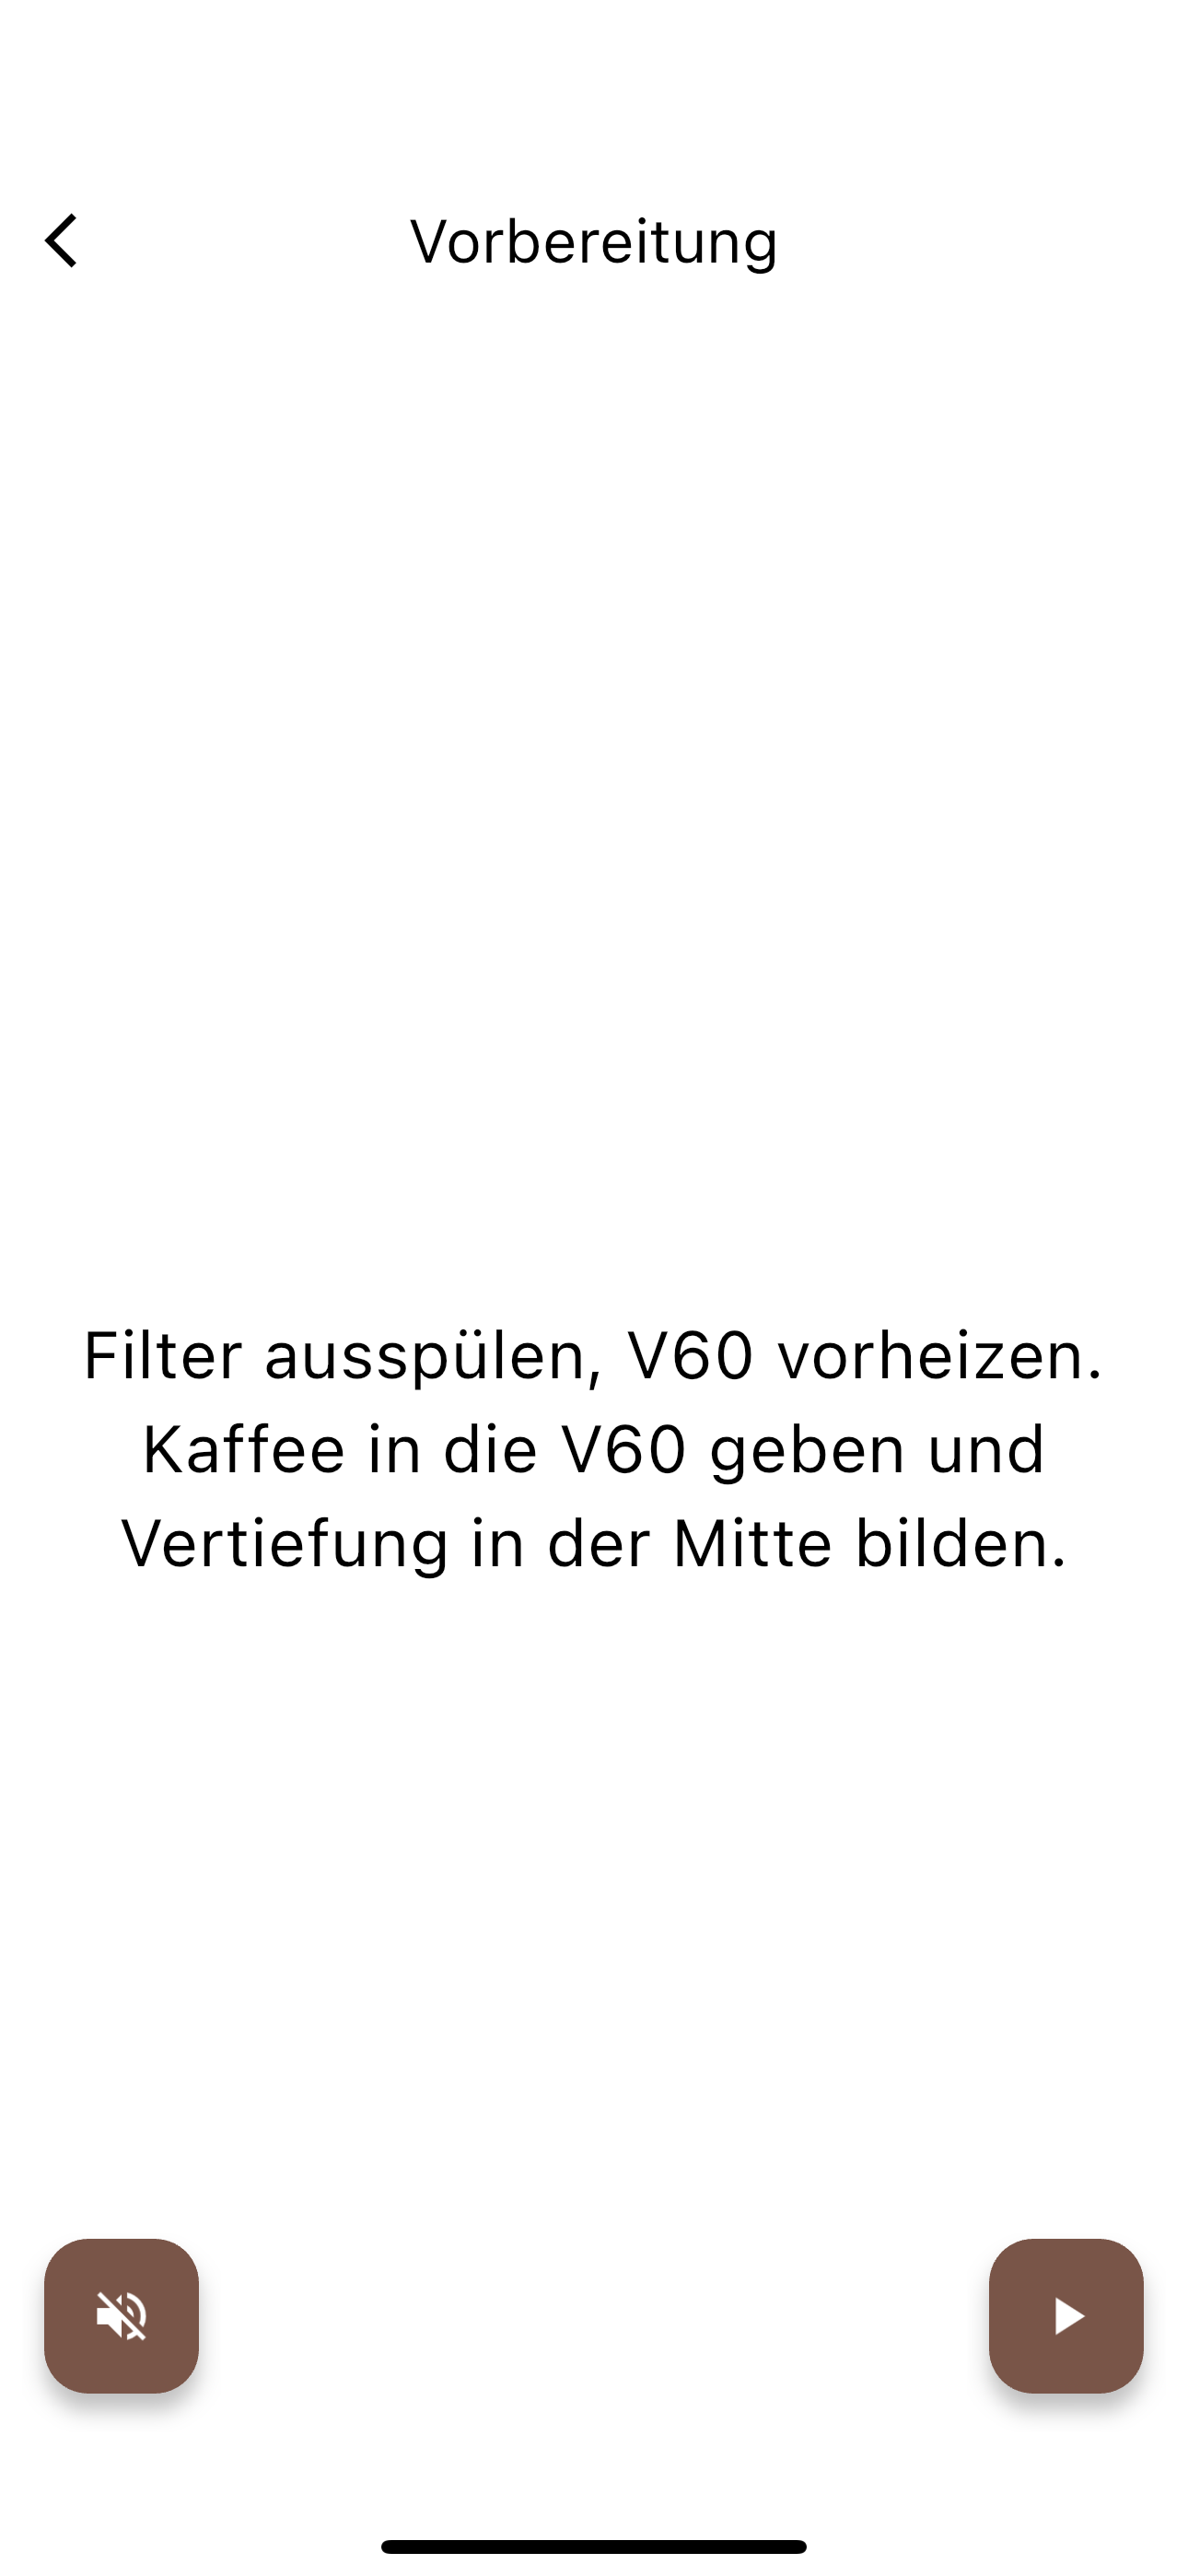 Vorbereitung
Filter ausspülen, V60 vorheizen.
Kaffee in die V60 geben und
Vertiefung in der Mitte bilden.